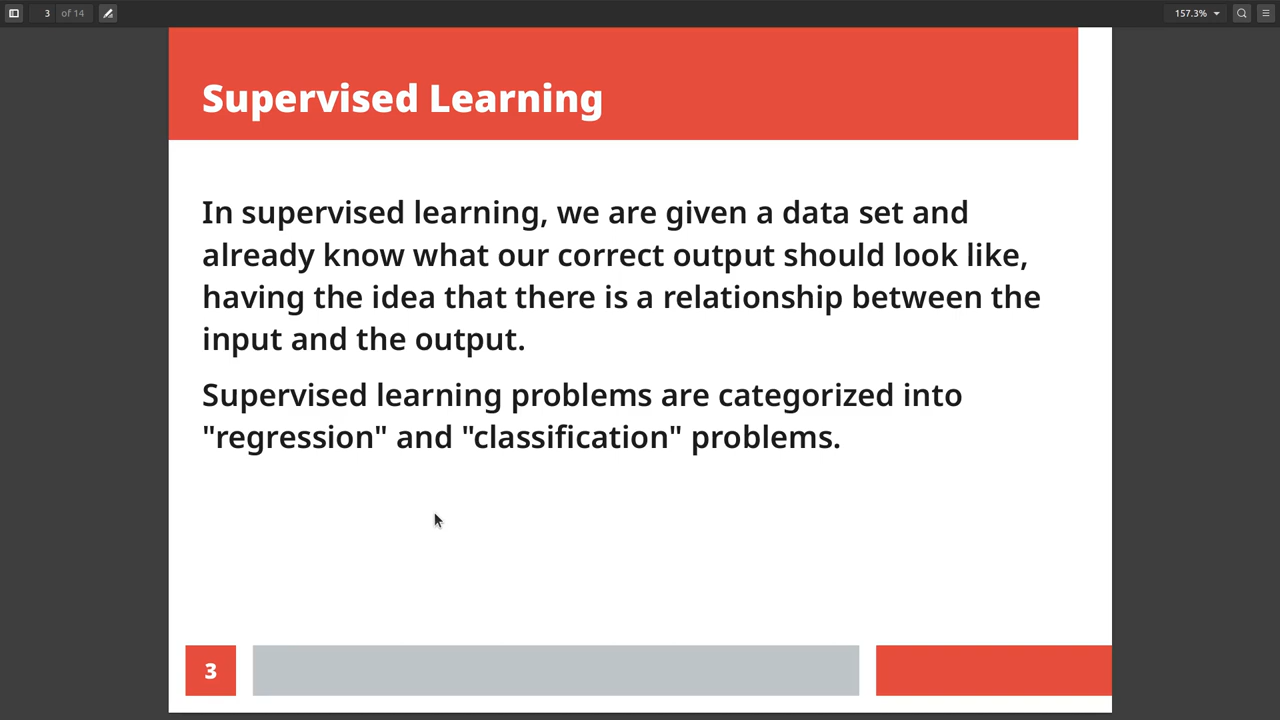 3 of 14
157.3%
Supervised Learning
In supervised learning, we are given a data set and
already know what our correct output should look like,
having the idea that there is a relationship between the
input and the output.
Supervised learning problems are categorized into
"regression" and "classification" problems.
3